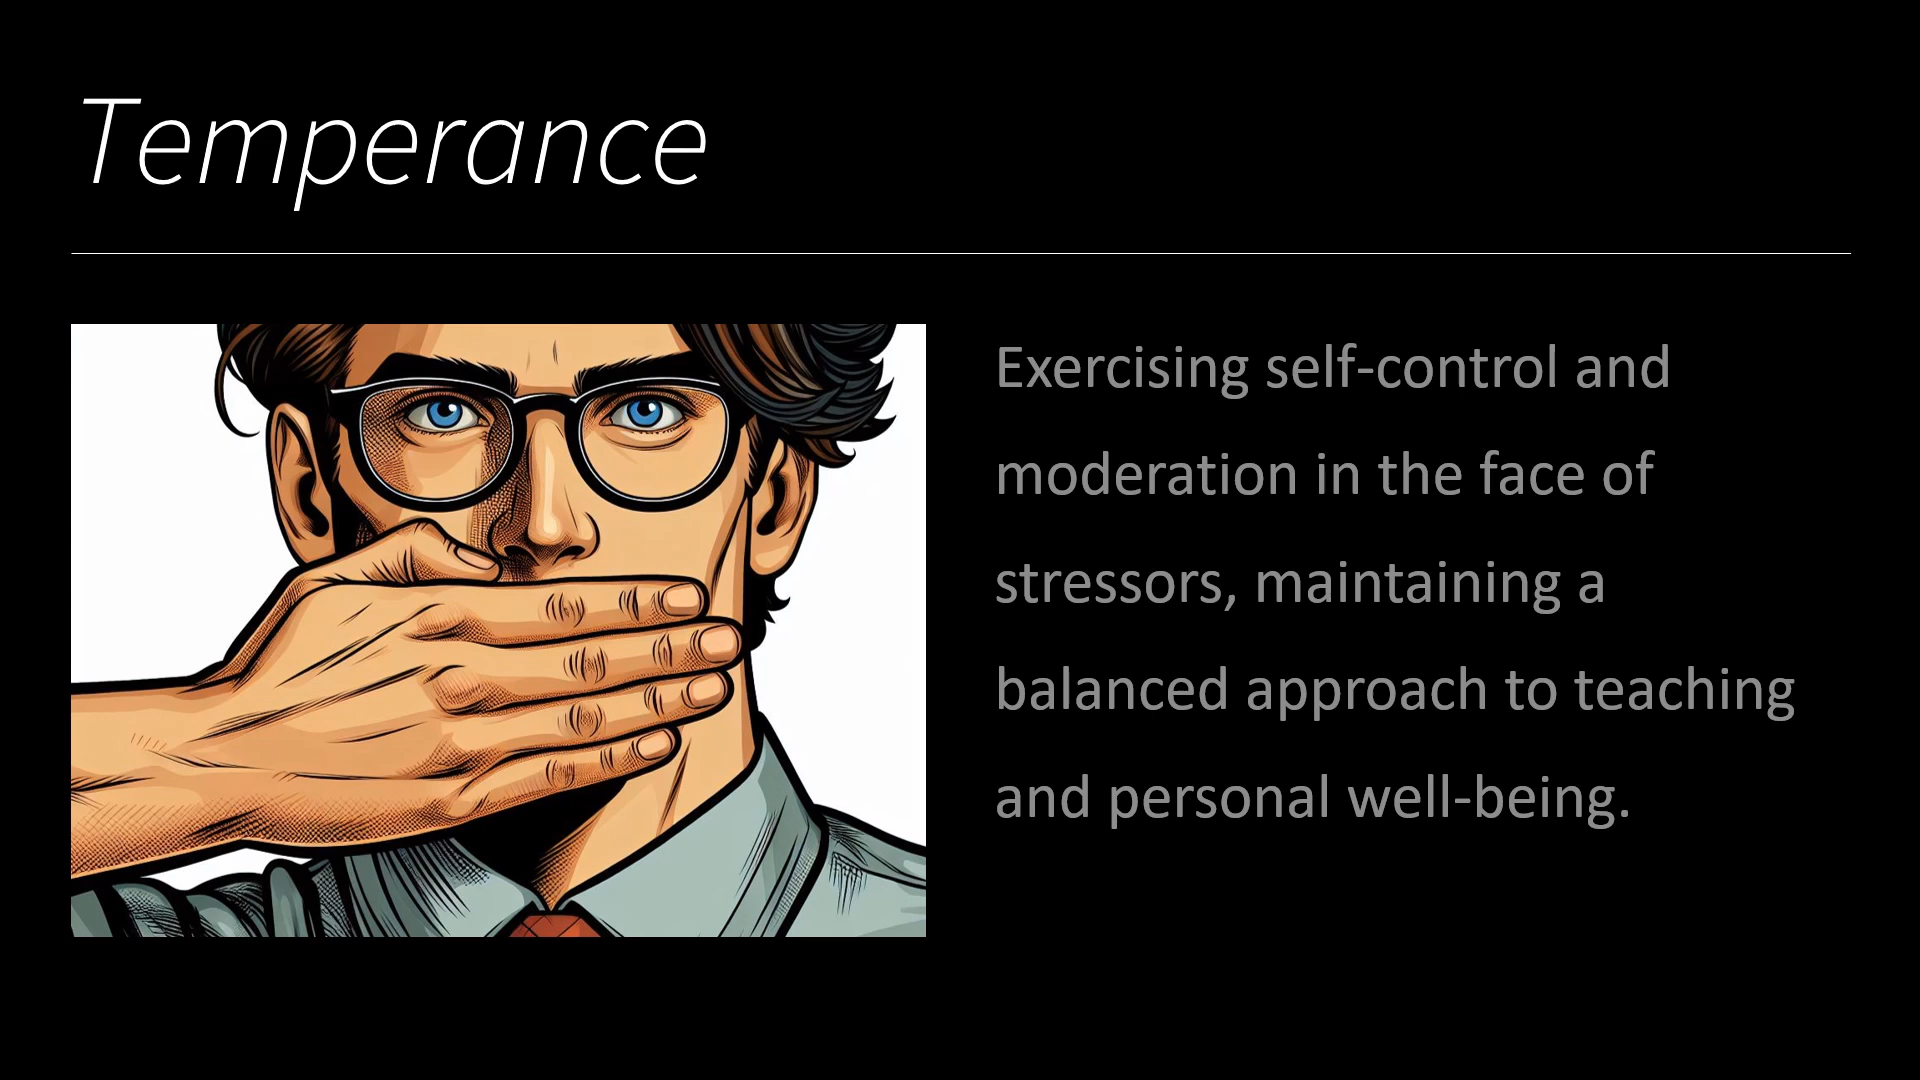 Temperance
Exercising self-control and
moderation in the face of
stressors, maintaining a
balanced approach to teaching
and personal well-being.